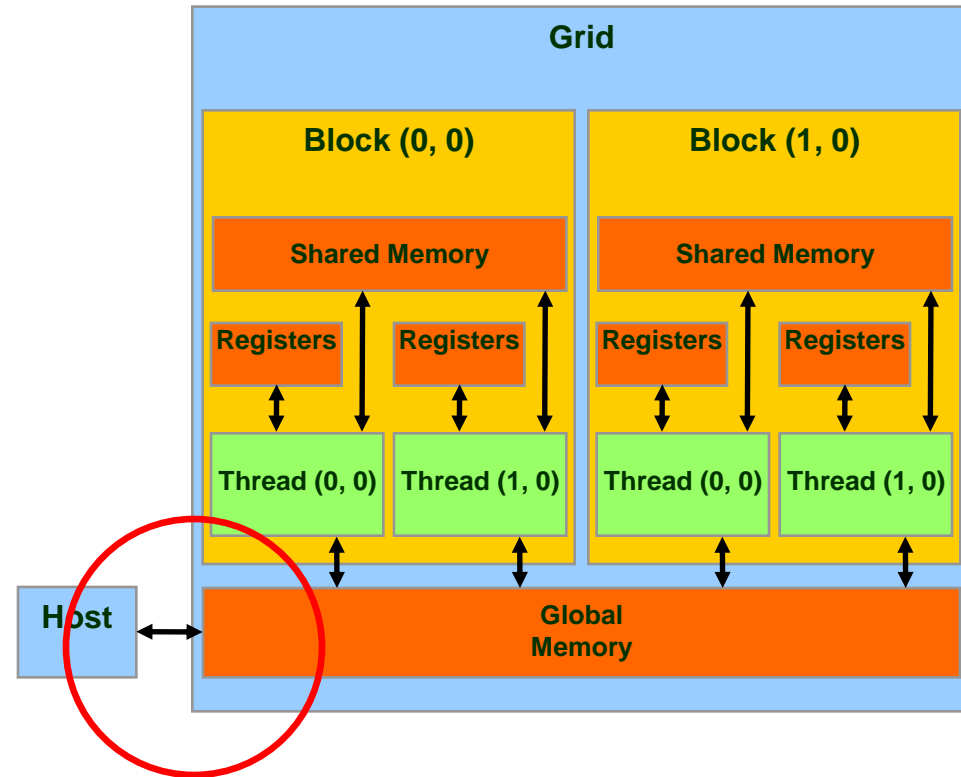 Grid
Block (0, 0)
Block (1, 0)
Shared Memory
Shared Memory
Registers
Registers
Registers
Registers
Thread (0, 0)
Thread (1, 0)
Thread (0, 0)
Thread (1, 0)
Host
Global
Memory